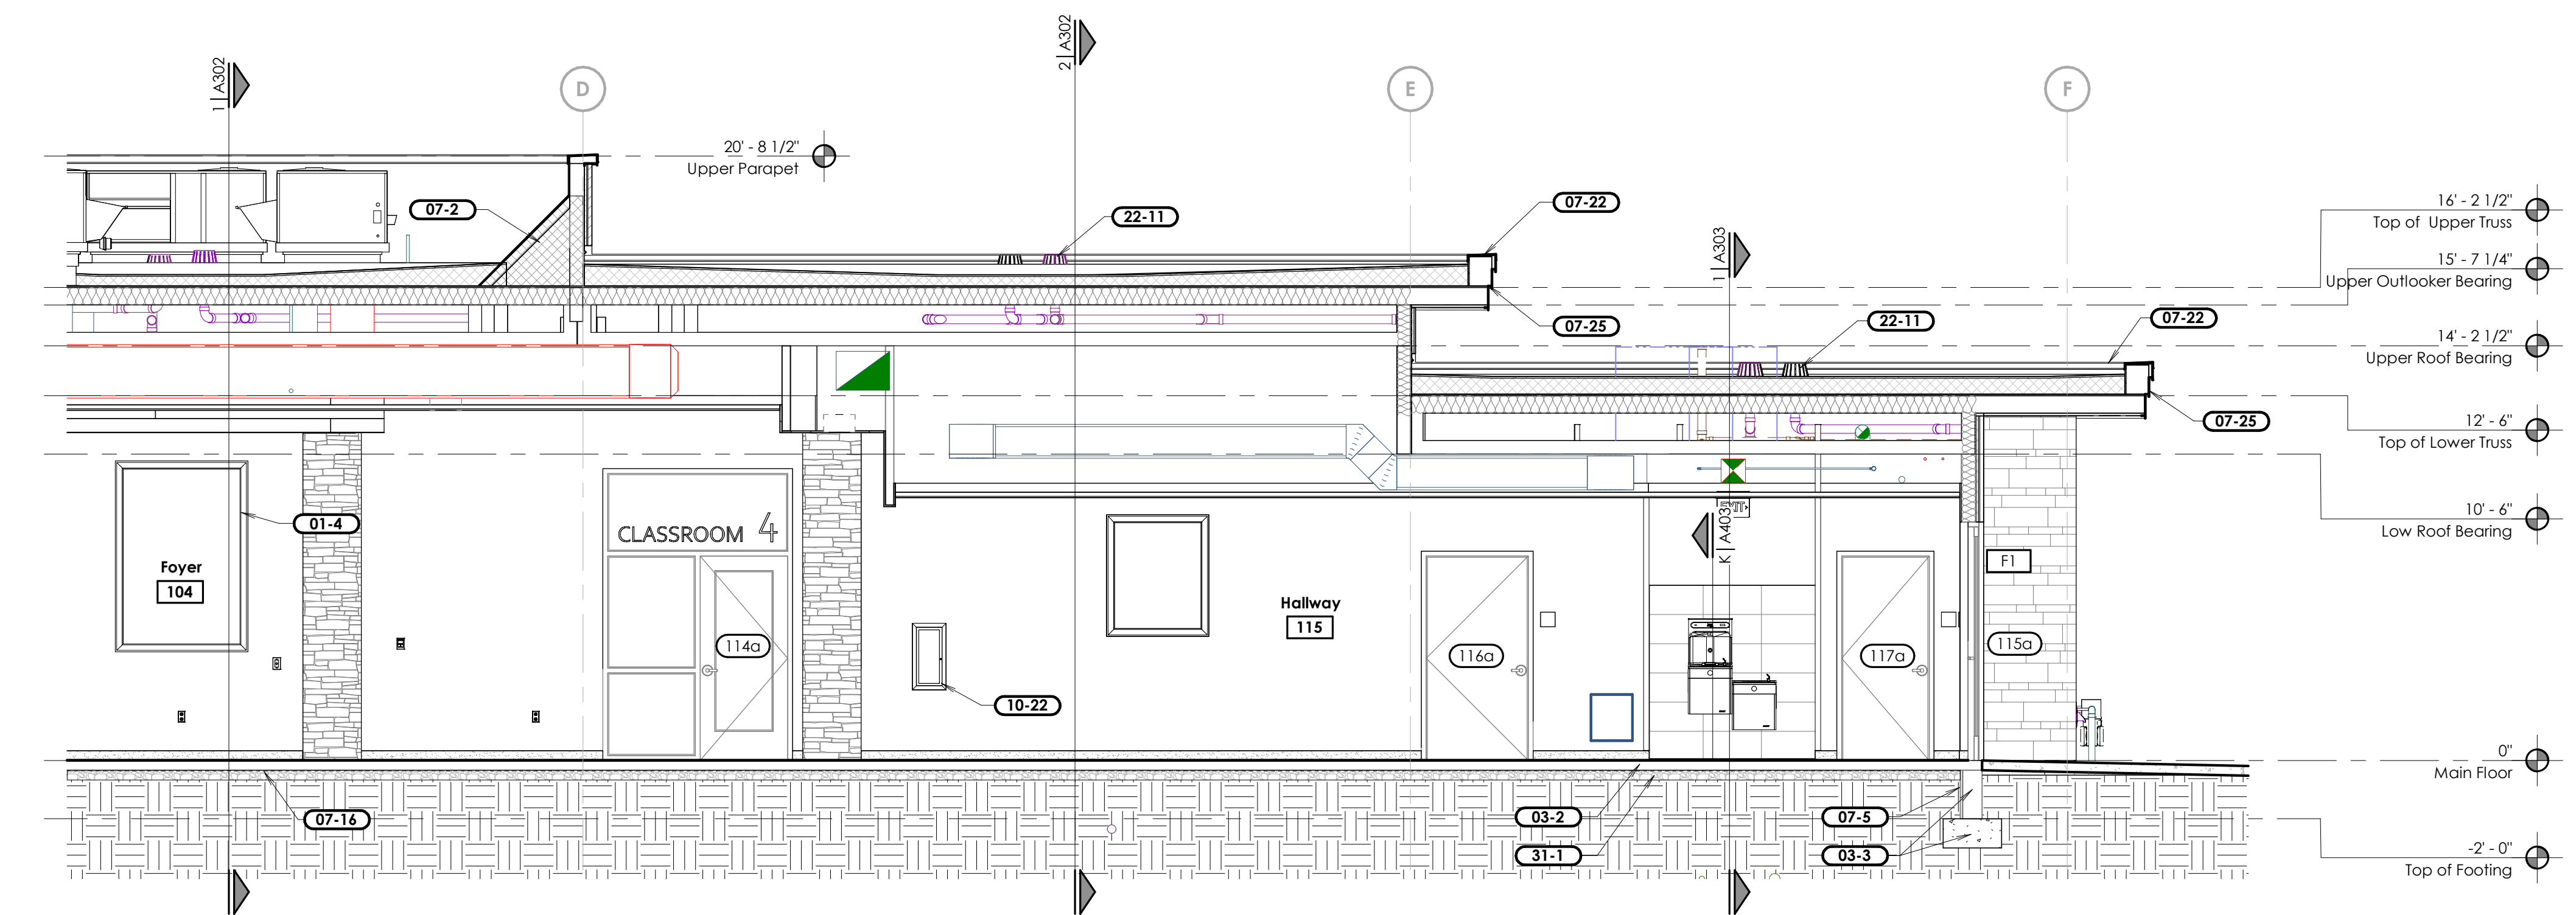 1 | A302
2 | A302
D
E
F
20' - 8 1/2"
Upper Parapet
07-2
22-11
07-22
1 | A303
16' - 2 1/2"
Top of Upper Truss
15' - 7 1/4"
Upper Outlooker Bearing
07-25
22-11
07-22
14' - 2 1/2"
Upper Roof Bearing
07-25
12' - 6"
Top of Lower Truss
10' - 6"
Low Roof Bearing
EXIT
K | A403
01-4
CLASSROOM 4
F1
Foyer
104
Hallway
115
114a
116a
117a
115a
10-22
0"
Main Floor
07-16
03-2
07-5
31-1
03-3
-2' - 0"
Top of Footing